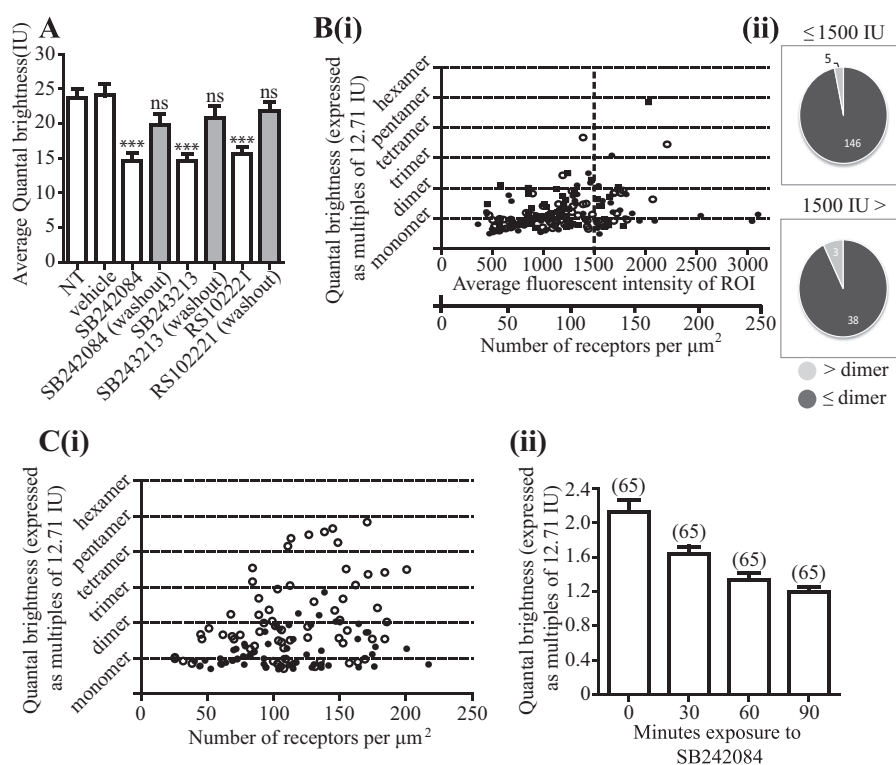 A
Average Quantal brightness(IU)
30
25
20
15
10
5
0
***
ns
***
ns
***
ns
NT
vehicle
SB242084
SB242084 (washout)
SB243213
SB243213 (washout)
RS102221
RS102221 (washout)
B(i)
Quantal brightness (expressed
as multiples of 12.71 IU)
hexamer
pentamer
tetramer
trimer
dimer
monomer
500 1000 1500 2000 2500 3000
Average fluorescent intensity of ROI
0 50 100 150 200 250
Number of receptors per μm2
(ii)
≤ 1500 IU
5
146
1500 IU >
3
38
> dimer
≤ dimer
C(i)
Quantal brightness (expressed
as multiples of 12.71 IU)
hexamer
pentamer
tetramer
trimer
dimer
monomer
0 50 100 150 200 250
Number of receptors per μm2
(ii)
Quantal brightness (expressed
as multiples of 12.71 IU)
2.4
2.0
1.6
1.2
0.8
0.4
0
(65)
(65)
(65)
(65)
0 30 60 90
Minutes exposure to
SB242084